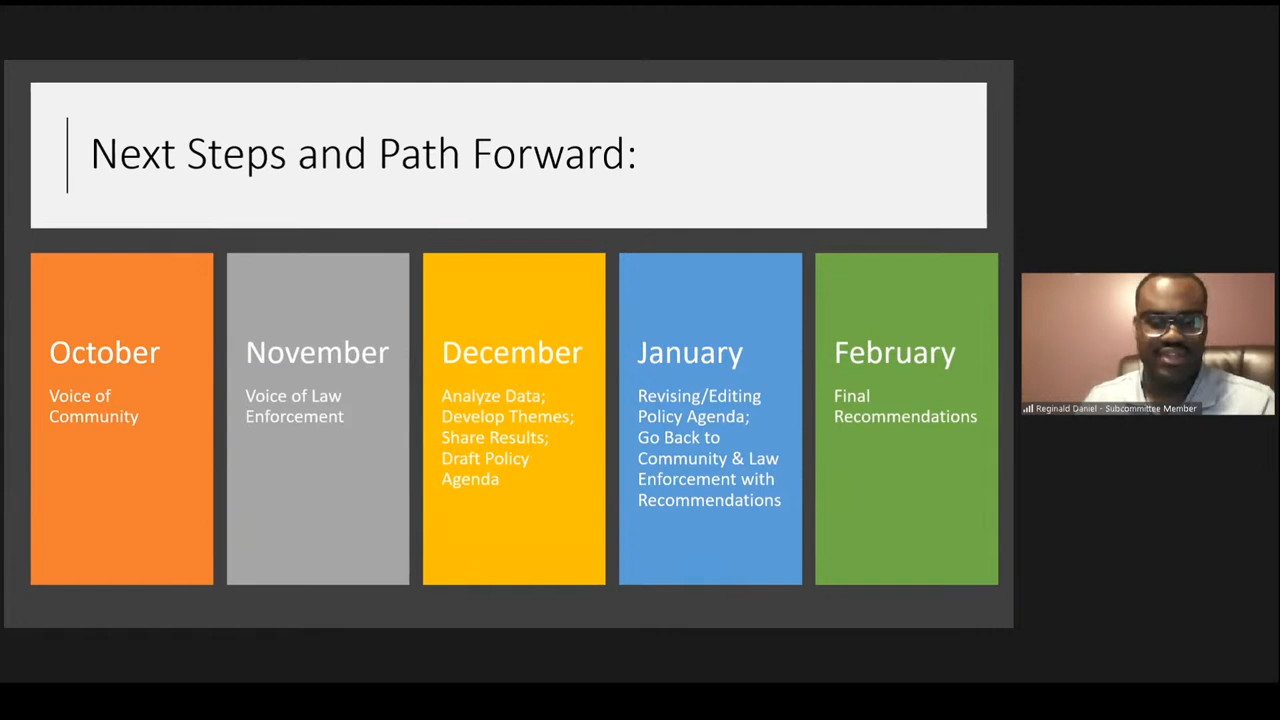 Next Steps and Path Forward:
October
Voice of
Community
November
Voice of Law
Enforcement
December
Analyze Data;
Develop Themes;
Share Results;
Draft Policy
Agenda
January
Revising/Editing
Policy Agenda;
Go Back to
Community & Law
Enforcement with
Recommendations
February
Final
Recommendations
Reginald Daniel - Subcommittee Member